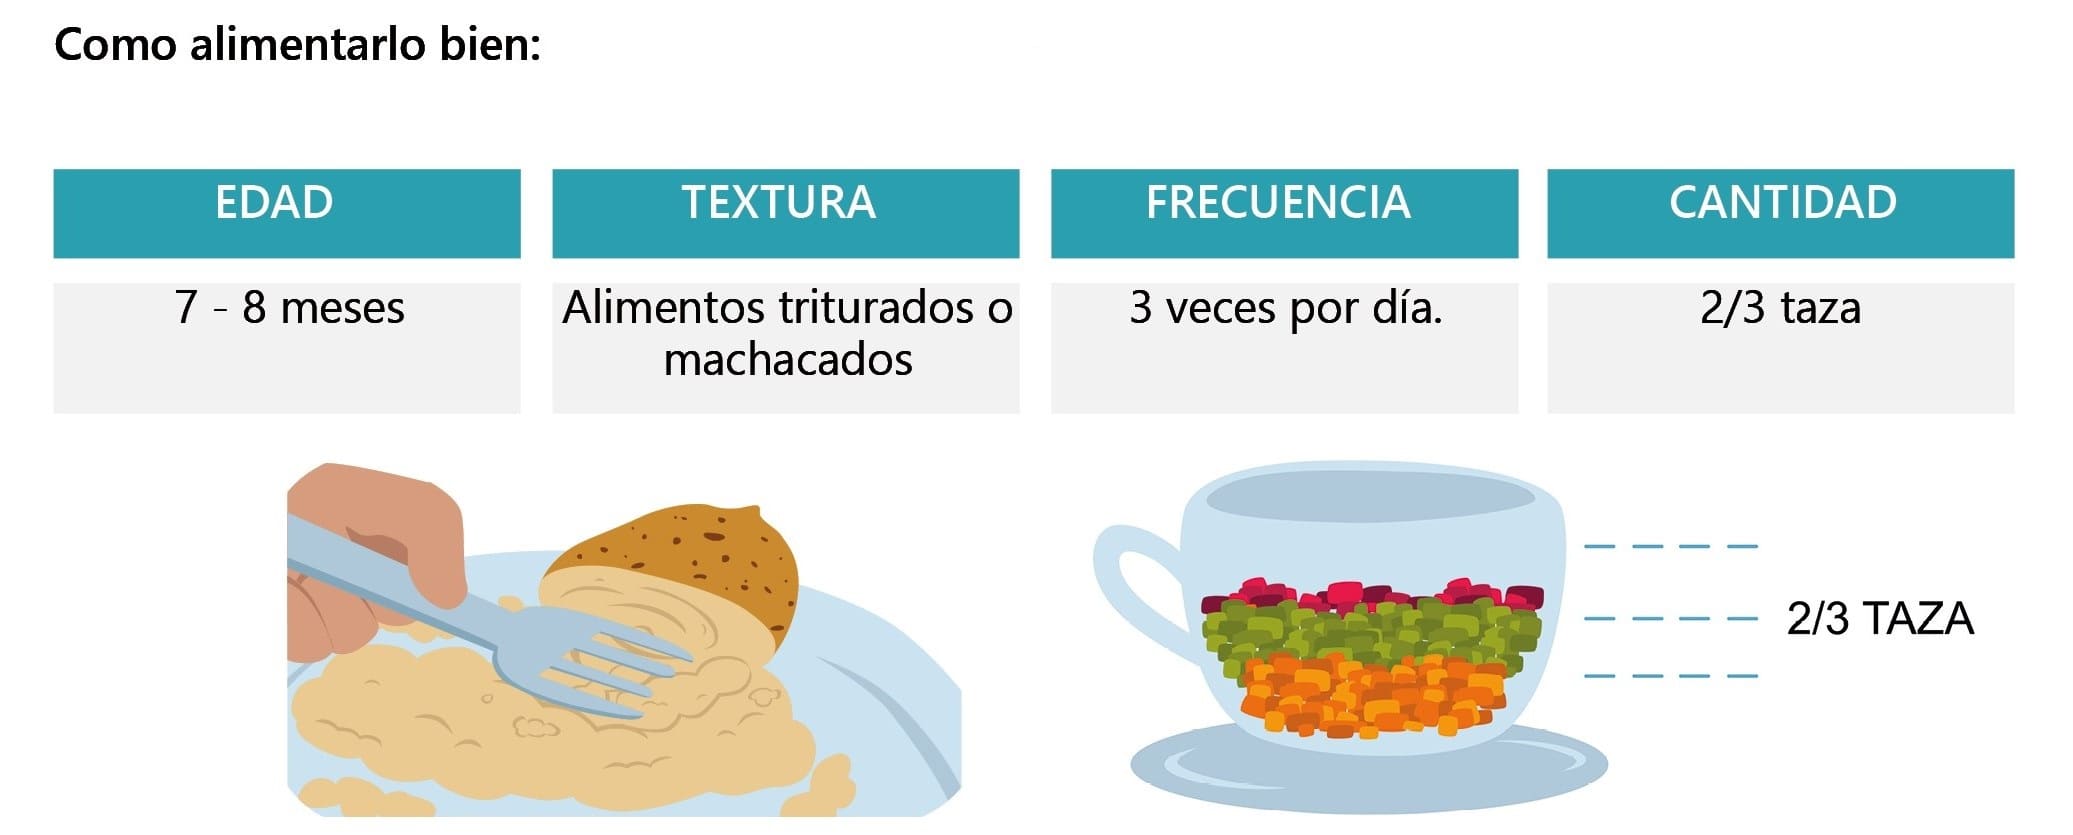 Como alimentarlo bien:
EDAD
TEXTURA
FRECUENCIA
CANTIDAD
7 - 8 meses
Alimentos triturados o
machacados
3 veces por día.
2/3 taza
2/3 TAZA